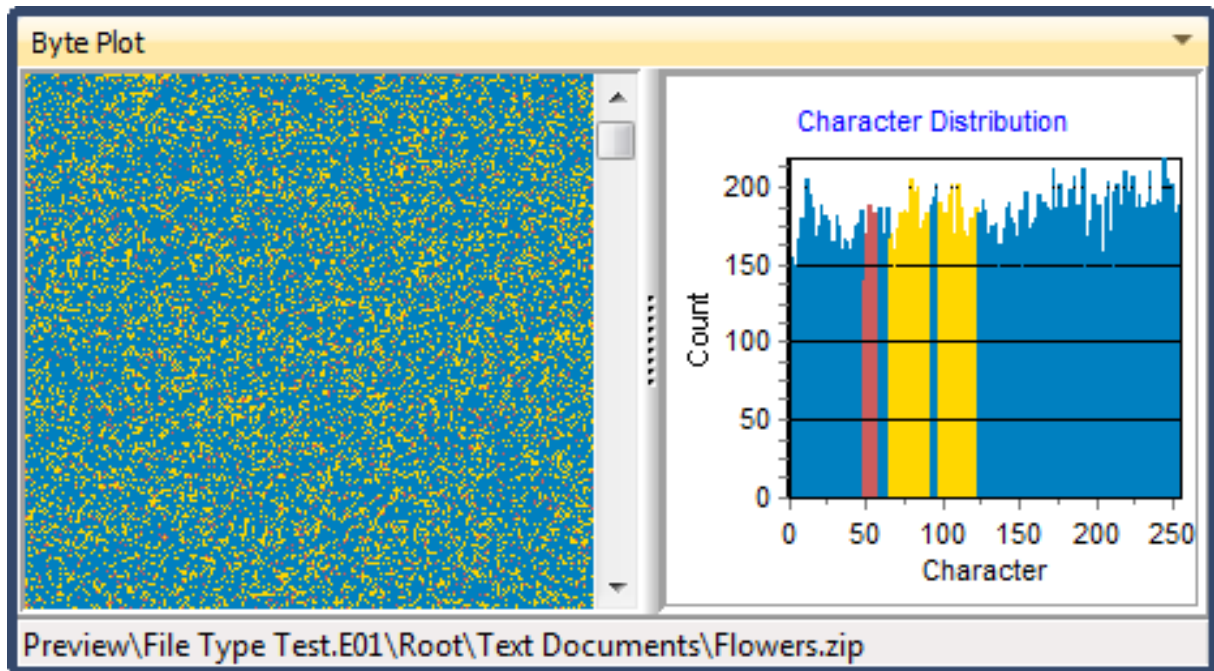 Byte Plot
Character Distribution
Count
200
150
100
50
0
0 50 100 150 200 250
Character
Preview\File Type Test.E01\Root\Text Documents\Flowers.zip